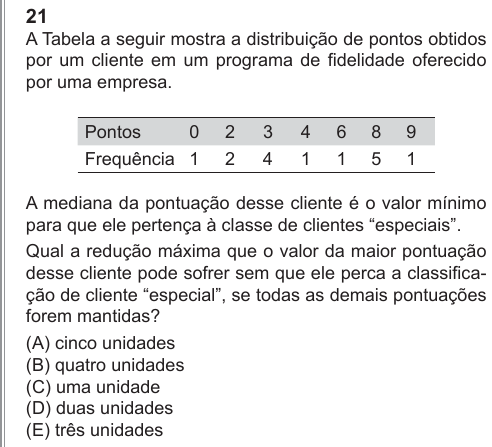 21
A Tabela a seguir mostra a distribuição de pontos obtidos
por um cliente em um programa de fidelidade oferecido
por uma empresa.
Pontos 0 2 3 4 6 8 9
Frequência 1 2 4 1 1 5 1
A mediana da pontuação desse cliente é o valor mínimo
para que ele pertença à classe de clientes “especiais”.
Qual a redução máxima que o valor da maior pontuação
desse cliente pode sofrer sem que ele perca a classifica-
ção de cliente “especial”, se todas as demais pontuações
forem mantidas?
(A) cinco unidades
(B) quatro unidades
(C) uma unidade
(D) duas unidades
(E) três unidades